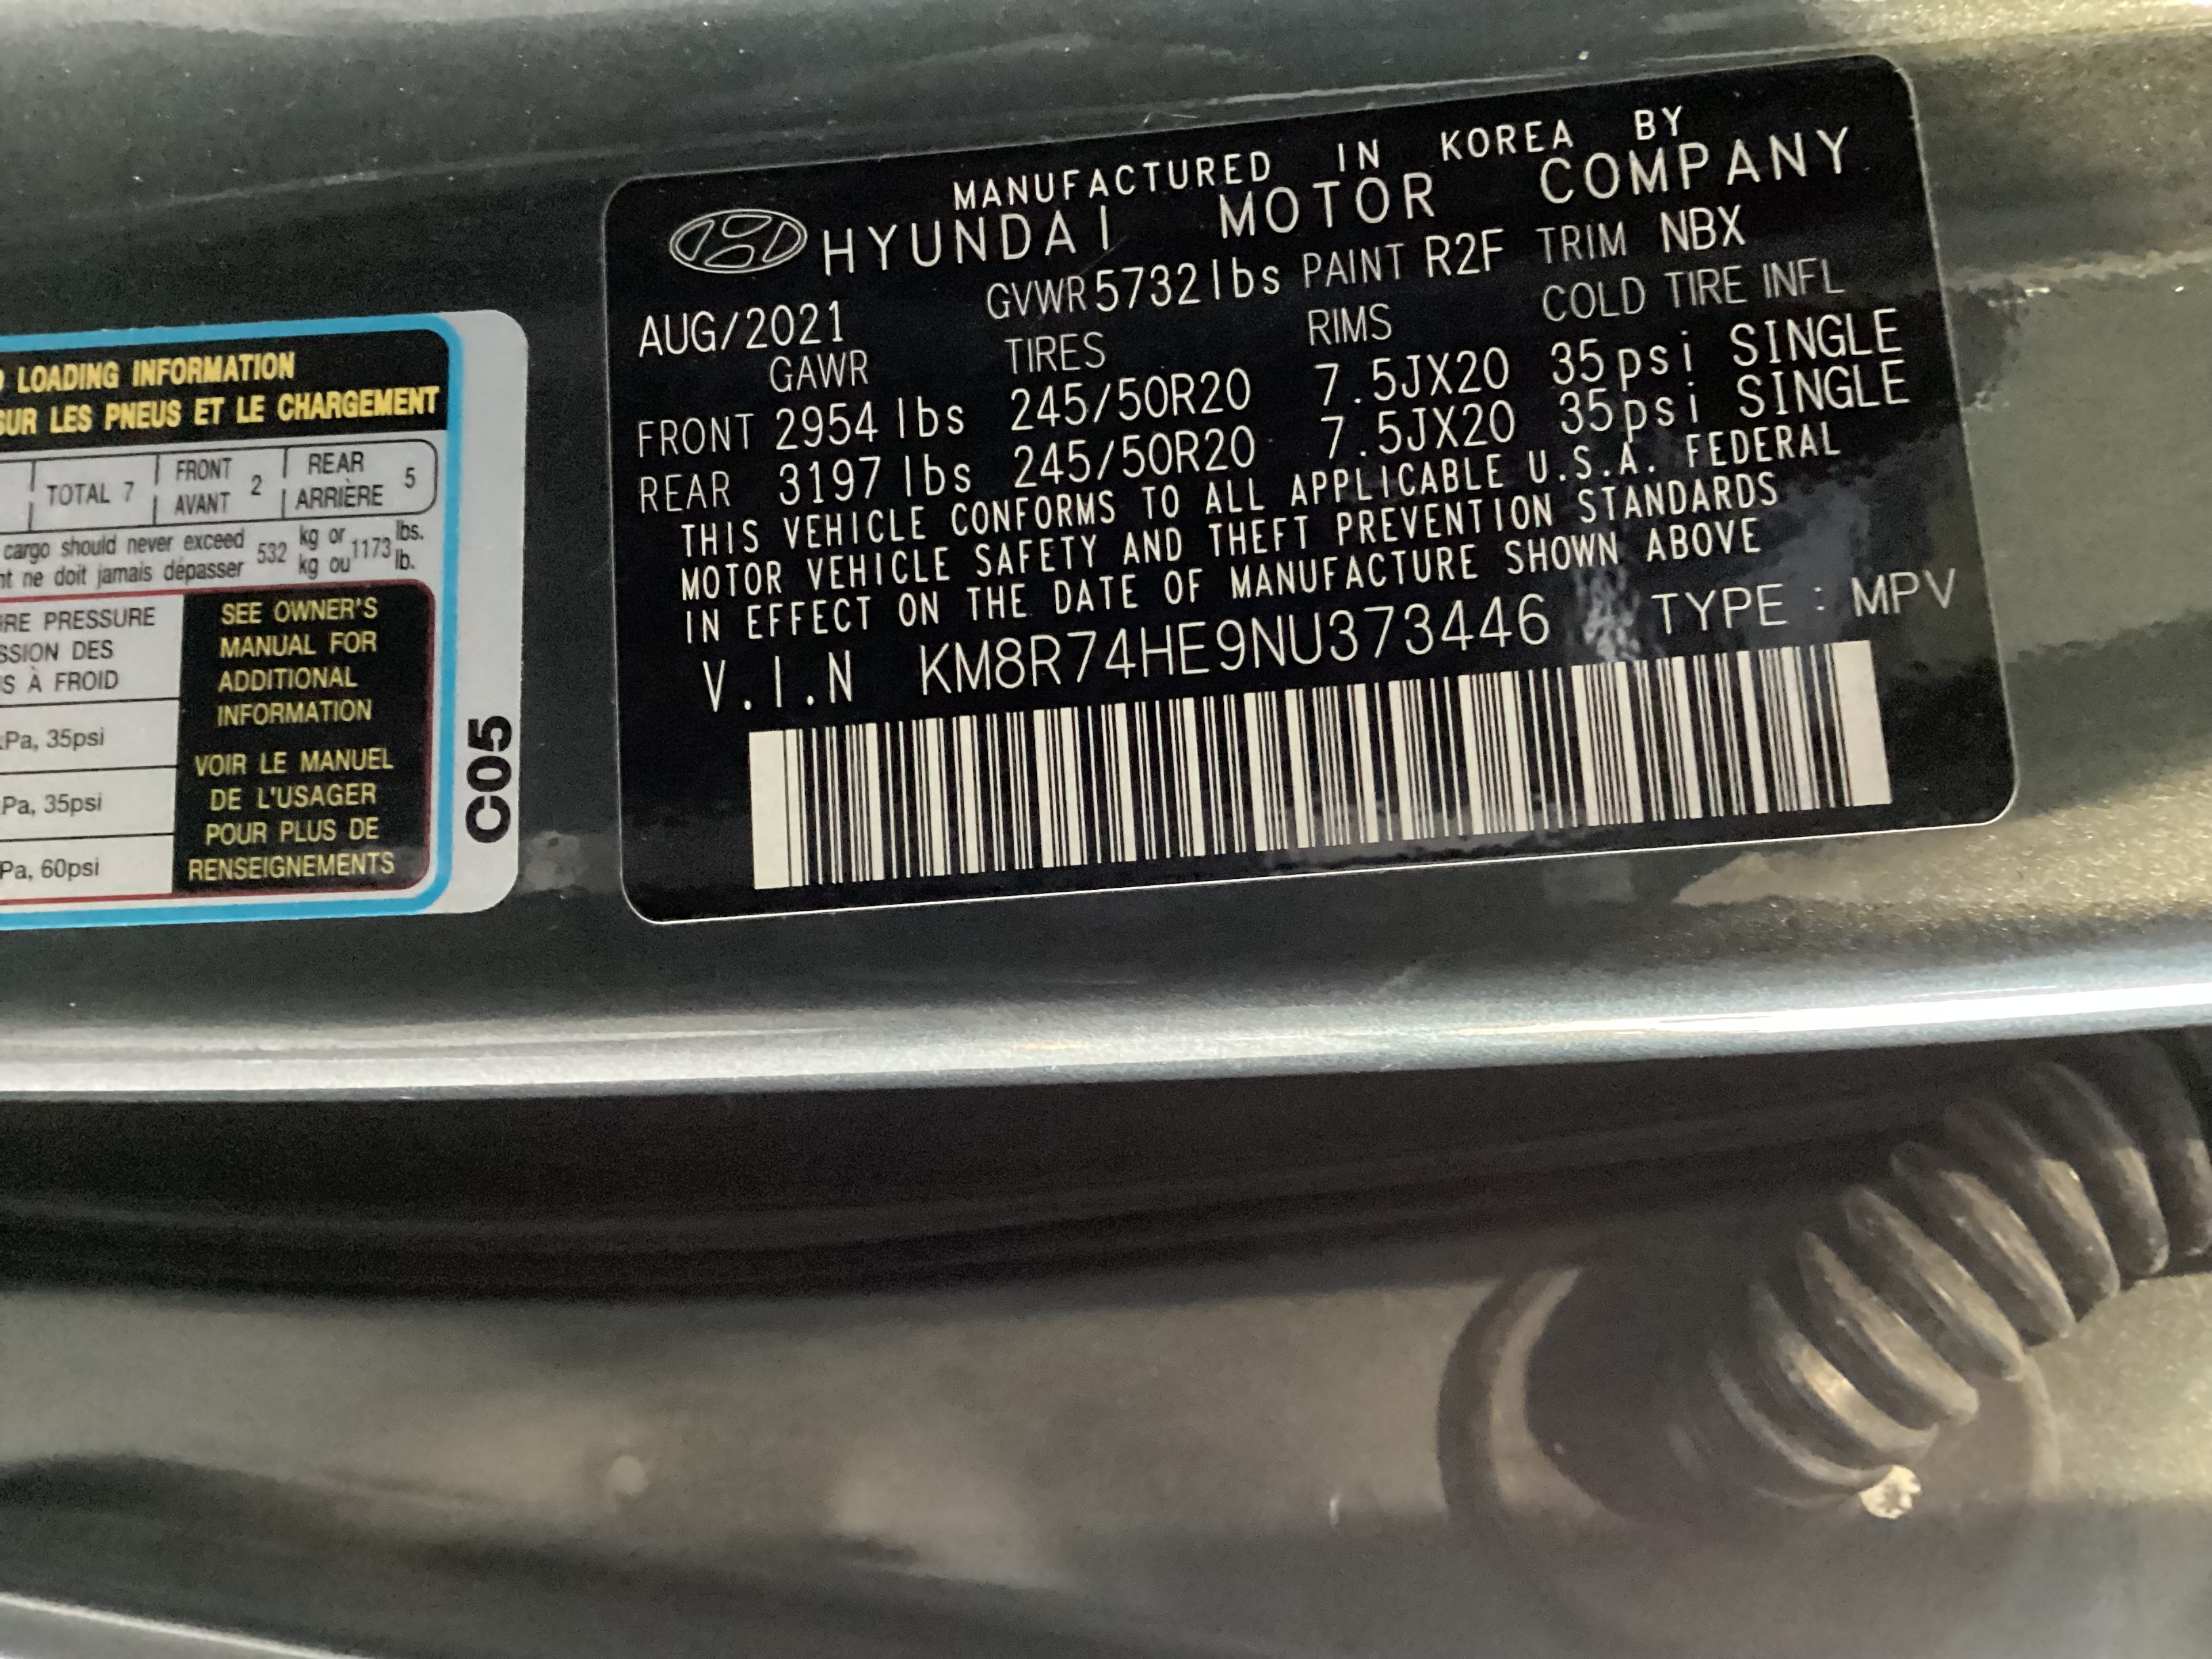 MANUFACTURED IN KOREA BY
HYUNDAI MOTOR COMPANY
AUG/2021 GVWR 5732 lbs PAINT R2F TRIM NBX
GAWR TIRES RIMS COLD TIRE INFL
FRONT 2954 lbs 245/50R20 7.5JX20 35psi SINGLE
REAR 3197 lbs 245/50R20 7.5JX20 35psi SINGLE
THIS VEHICLE CONFORMS TO ALL APPLICABLE U.S.A. FEDERAL
MOTOR VEHICLE SAFETY AND THEFT PREVENTION STANDARDS
IN EFFECT ON THE DATE OF MANUFACTURE SHOWN ABOVE
V.I.N KM8R74HE9NU373446 TYPE : MPV
LOADING INFORMATION
SUR LES PNEUS ET LE CHARGEMENT
TOTAL 7
FRONT
AVANT 2
REAR
ARRIÈRE 5
cargo should never exceed 532 kg or 1173 lbs.
ne doit jamais dépasser kg ou lb.
PRESSURE
DES
À FROID
35psi
Pa, 35psi
Pa, 60psi
SEE OWNER'S
MANUAL FOR
ADDITIONAL
INFORMATION
VOIR LE MANUEL
DE L'USAGER
POUR PLUS DE
RENSEIGNEMENTS
C05